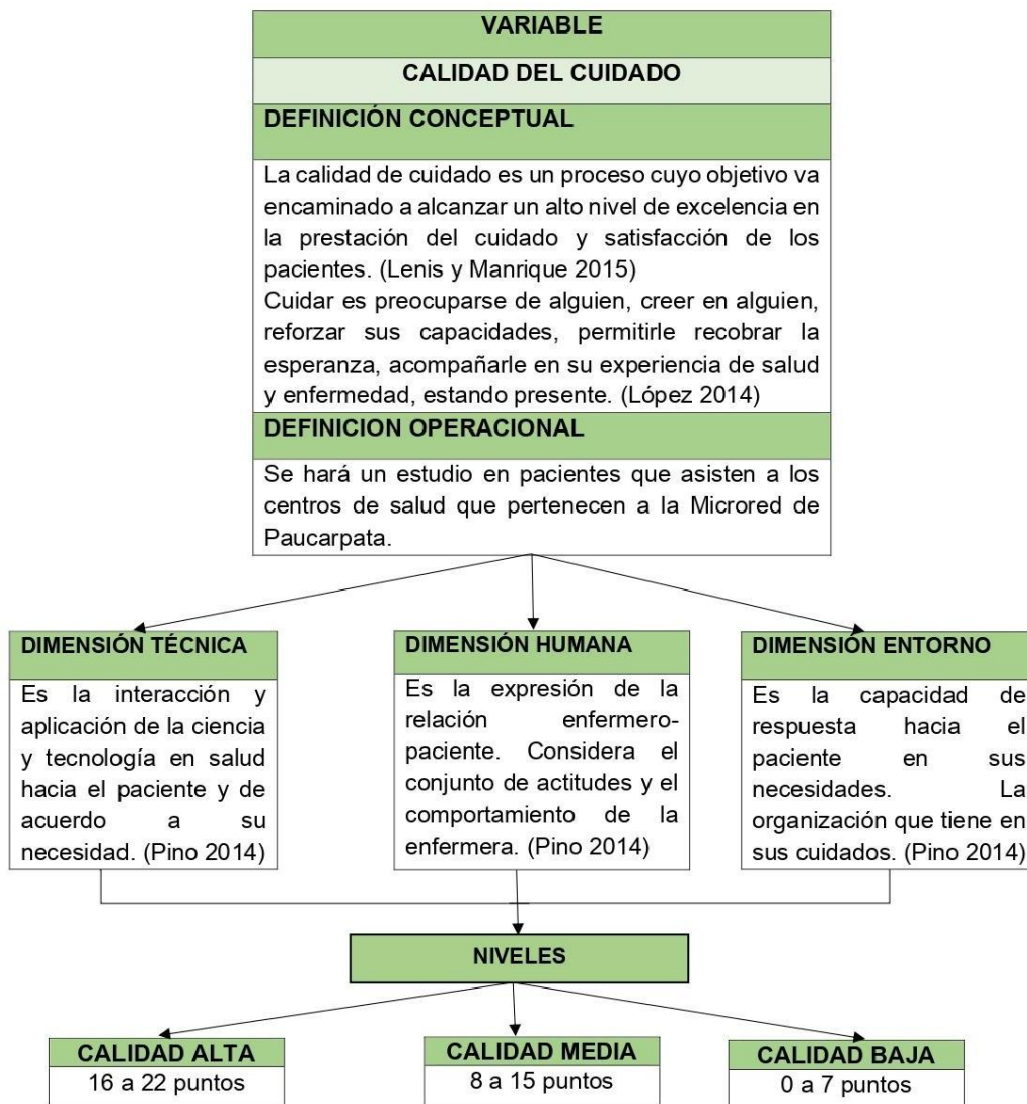 VARIABLE
CALIDAD DEL CUIDADO
DEFINICIÓN CONCEPTUAL
La calidad de cuidado es un proceso cuyo objetivo va
encaminado a alcanzar un alto nivel de excelencia en
la prestación del cuidado y satisfacción de los
pacientes. (Lenis y Manrique 2015)
Cuidar es preocuparse de alguien, creer en alguien,
reforzar sus capacidades, permitirle recobrar la
esperanza, acompañarle en su experiencia de salud
y enfermedad, estando presente. (López 2014)
DEFINICION OPERACIONAL
Se hará un estudio en pacientes que asisten a los
centros de salud que pertenecen a la Microred de
Paucarpata.
DIMENSIÓN TÉCNICA
Es la interacción y
aplicación de la ciencia
y tecnología en salud
hacia el paciente y de
acuerdo a su
necesidad. (Pino 2014)
DIMENSIÓN HUMANA
Es la expresión de la
relación enfermero-
paciente. Considera el
conjunto de actitudes y el
comportamiento de la
enfermera. (Pino 2014)
DIMENSIÓN ENTORNO
Es la capacidad de
respuesta hacia el
paciente en sus
necesidades. La
organización que tiene en
sus cuidados. (Pino 2014)
NIVELES
CALIDAD ALTA
16 a 22 puntos
CALIDAD MEDIA
8 a 15 puntos
CALIDAD BAJA
0 a 7 puntos